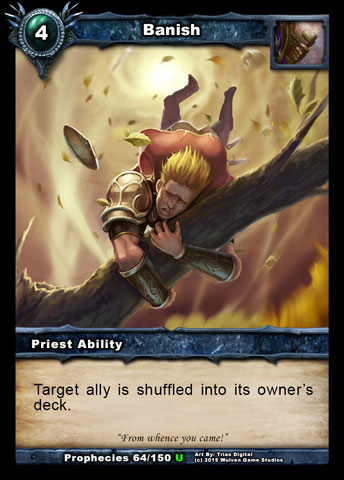 4
Banish
Priest Ability
Target ally is shuffled into its owner's
deck.
"From whence you came!"
Prophecies 64/150 U
Art By: Trias Digital
(c) 2015 Wulven Game Studios